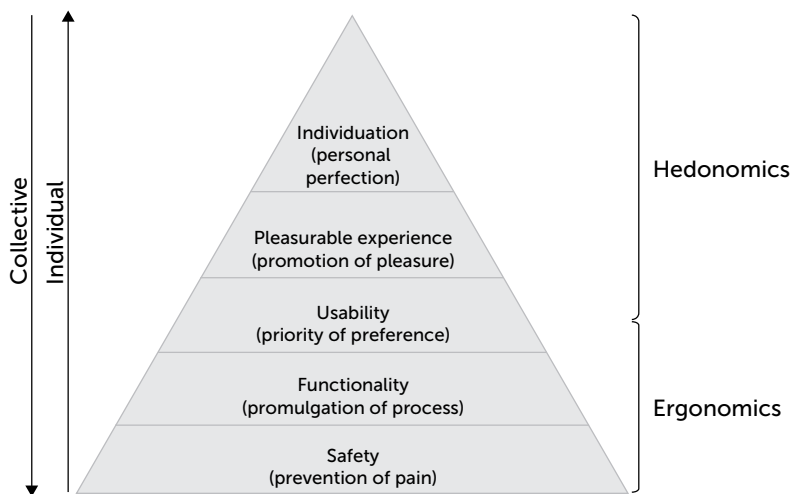 Collective
Individual
Individuation
(personal
perfection)
Pleasurable experience
(promotion of pleasure)
Usability
(priority of preference)
Functionality
(promulgation of process)
Safety
(prevention of pain)
Hedonomics
Ergonomics